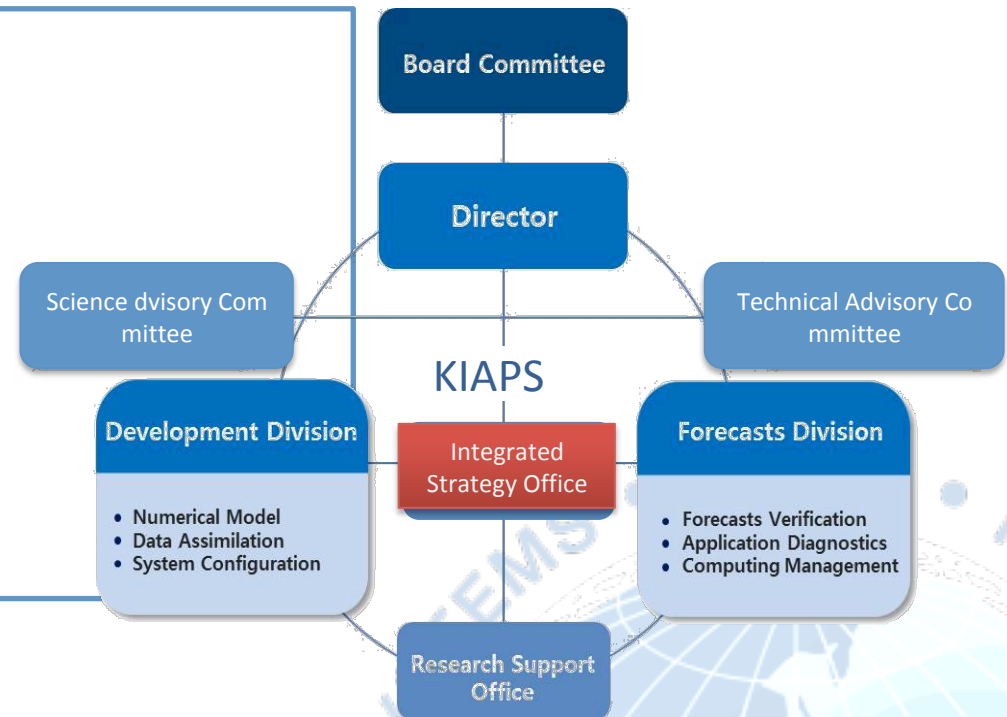 Board Committee
Director
Science dvisory Com
mittee
Technical Advisory Co
mmittee
KIAPS
Development Division
Integrated
Strategy Office
Forecasts Division
• Numerical Model
• Data Assimilation
• System Configuration
• Forecasts Verification
• Application Diagnostics
• Computing Management
TEMS
Research Support
Office